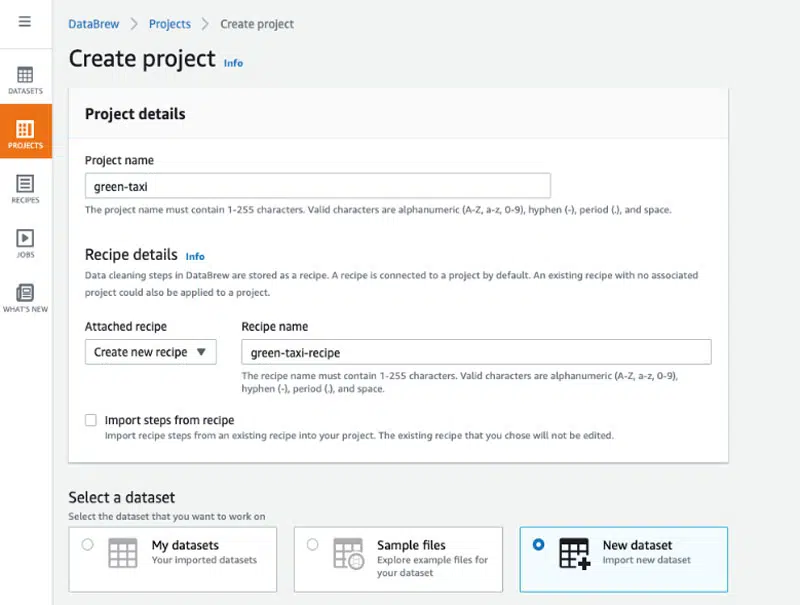 DataBrew > Projects > Create project
Create project Info
DATASETS
PROJECTS
RECIPES
JOBS
WHAT'S NEW
Project details
Project name
green-taxi
The project name must contain 1-255 characters. Valid characters are alphanumeric (A-Z, a-z, 0-9), hyphen (-), period (.), and space.
Recipe details Info
Data cleaning steps in DataBrew are stored as a recipe. A recipe is connected to a project by default. An existing recipe with no associated
project could also be applied to a project.
Attached recipe
Create new recipe
Recipe name
green-taxi-recipe
The recipe name must contain 1-255 characters. Valid characters are alphanumeric (A-Z, a-z, 0-9),
hyphen (-), period (.), and space.
Import steps from recipe
Import recipe steps from an existing recipe into your project. The existing recipe that you chose will not be edited.
Select a dataset
Select the dataset that you want to work on
My datasets
Your imported datasets
Sample files
Explore example files for
your dataset
New dataset
Import new dataset